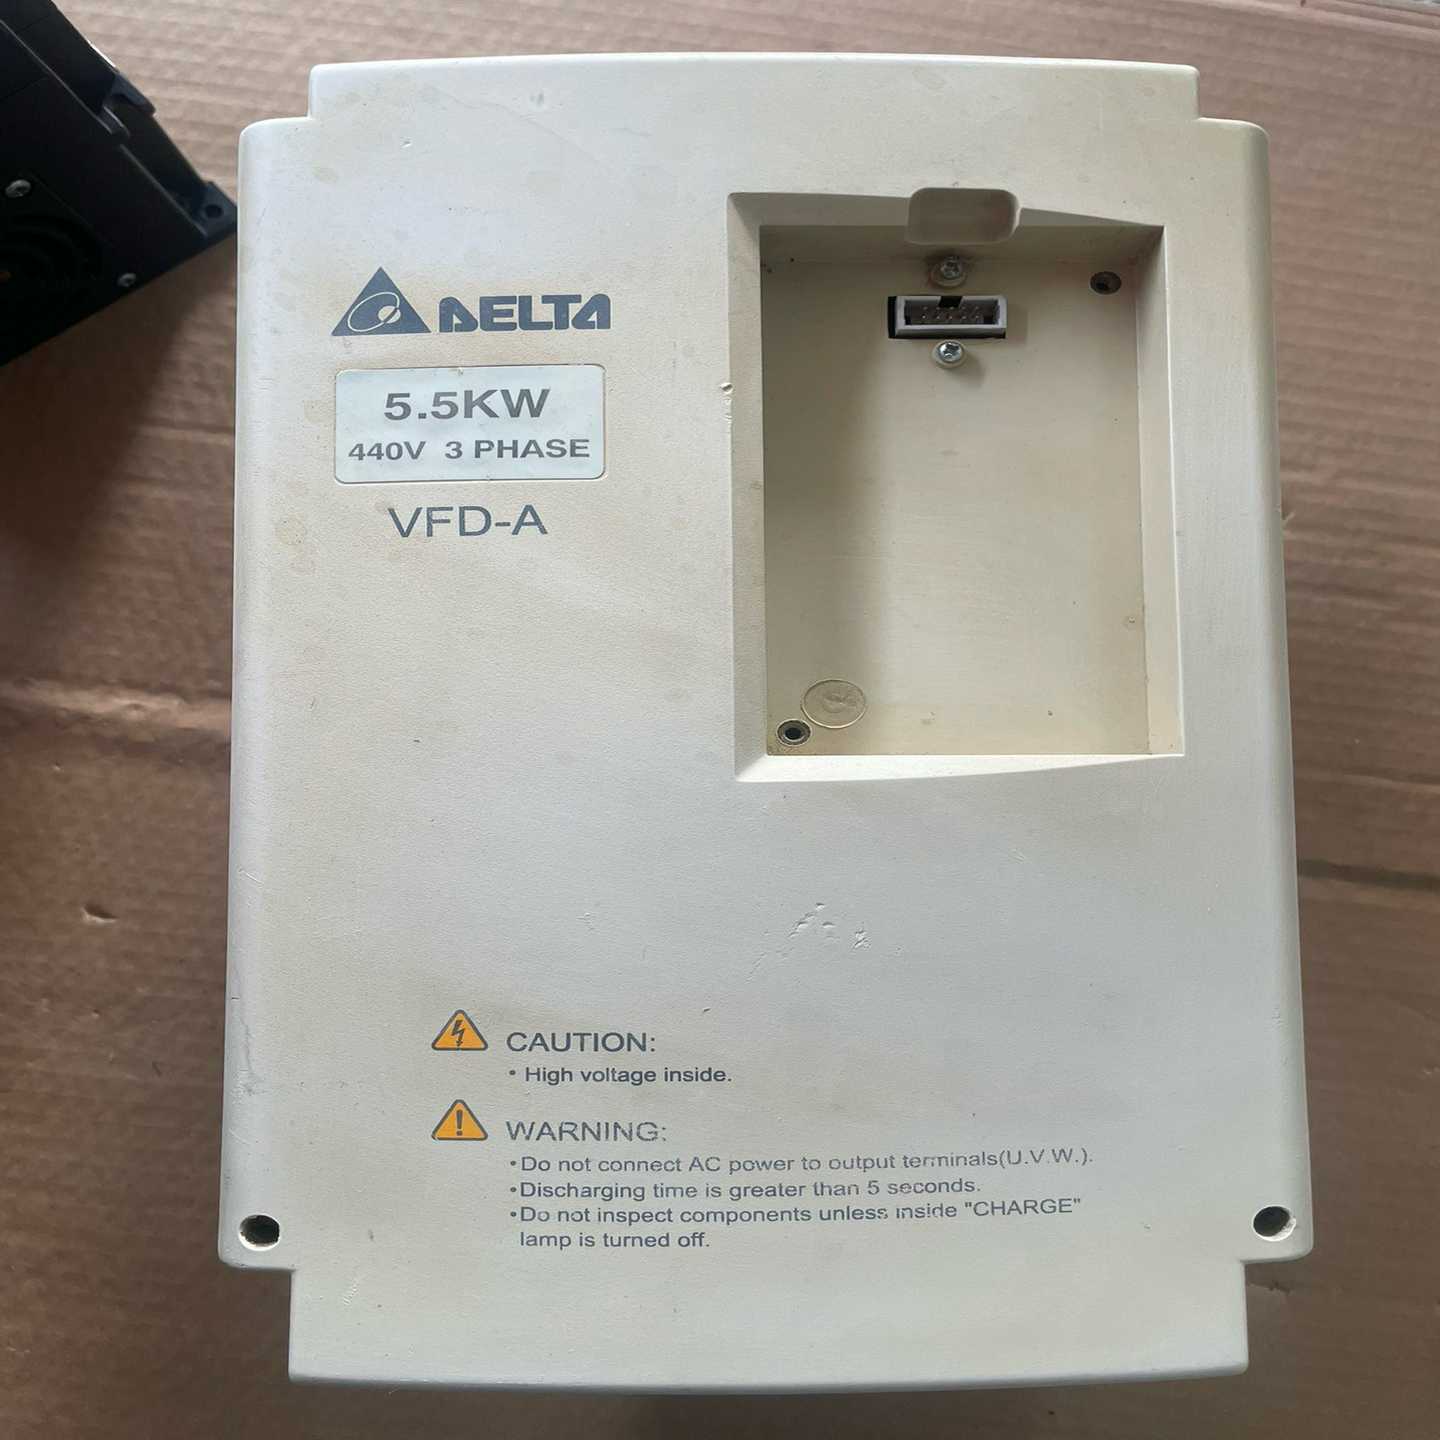 DELTA
5.5KW
440V 3 PHASE
VFD-A
CAUTION:
• High voltage inside.
WARNING:
•Do not connect AC power to output terminals(U.V.W.).
•Discharging time is greater than 5 seconds.
•Do not inspect components unless inside "CHARGE"
lamp is turned off.